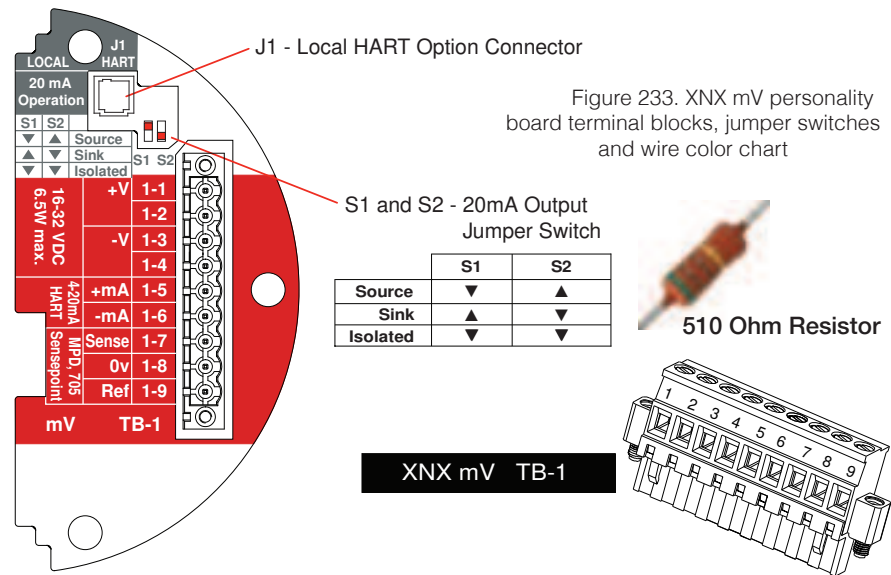 J1
LOCAL HART
20 mA
Operation
S1 S2
▼ ▲ Source
▲ ▼ Sink
▼ ▼ Isolated
S1 S2
16-32 VDC
6.5W max.
+V 1-1
1-2
-V 1-3
1-4
4-20mA
HART
+mA 1-5
-mA 1-6
MPD, 705
Sensepoint
Sense 1-7
0v 1-8
Ref 1-9
mV TB-1
J1 - Local HART Option Connector
Figure 233. XNX mV personality
board terminal blocks, jumper switches
and wire color chart
S1 and S2 - 20mA Output
Jumper Switch
S1 S2
Source ▼ ▲
Sink ▲ ▼
Isolated ▼ ▼
510 Ohm Resistor
1 2 3 4 5 6 7 8 9
XNX mV TB-1